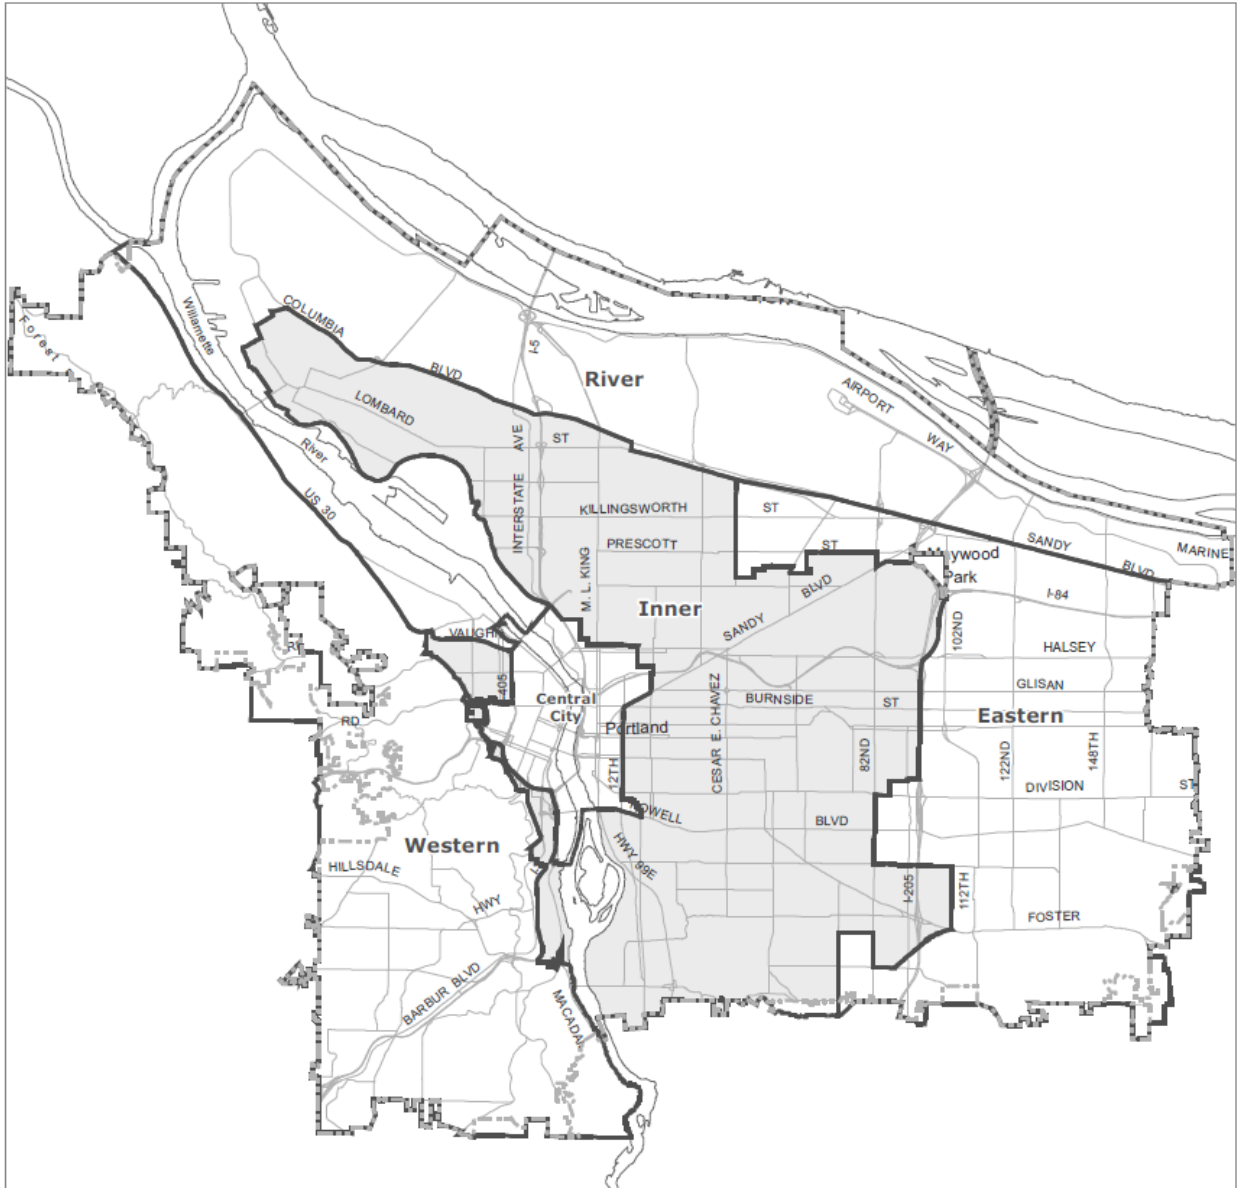 COLUMBIA
Willamette
Forest
I-5
BLVD
River
AIRPORT
LOMBARD
AVE
ST
WAY
River
INTERSTATE
US 30
KILLINGSWORTH
ST
PRESCOTT
ST
SANDY
MARINE
BLVD
Park
M. L. KING
BLVD
I-84
Inner
SANDY
102ND
HALSEY
405
GLISAN
Central
City
BURNSIDE
ST
Eastern
RD
Portland
CESAR E. CHAVEZ
82ND
122ND
148TH
12TH
DIVISION
BLVD
HWY 99E
Western
HILLSDALE
HWY
I-205
112TH
FOSTER
BARBUR BLVD